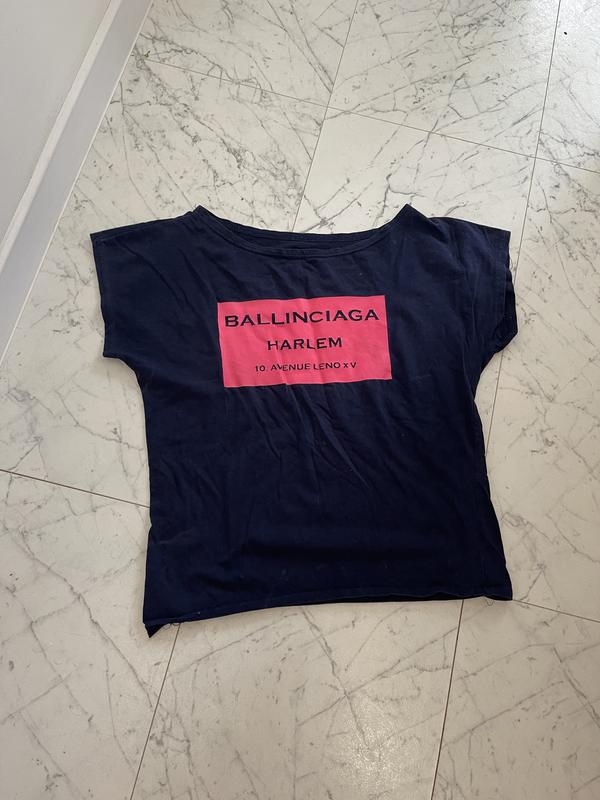 BALLINCIAGA
HARLEM
10, AVENUE LENO x V